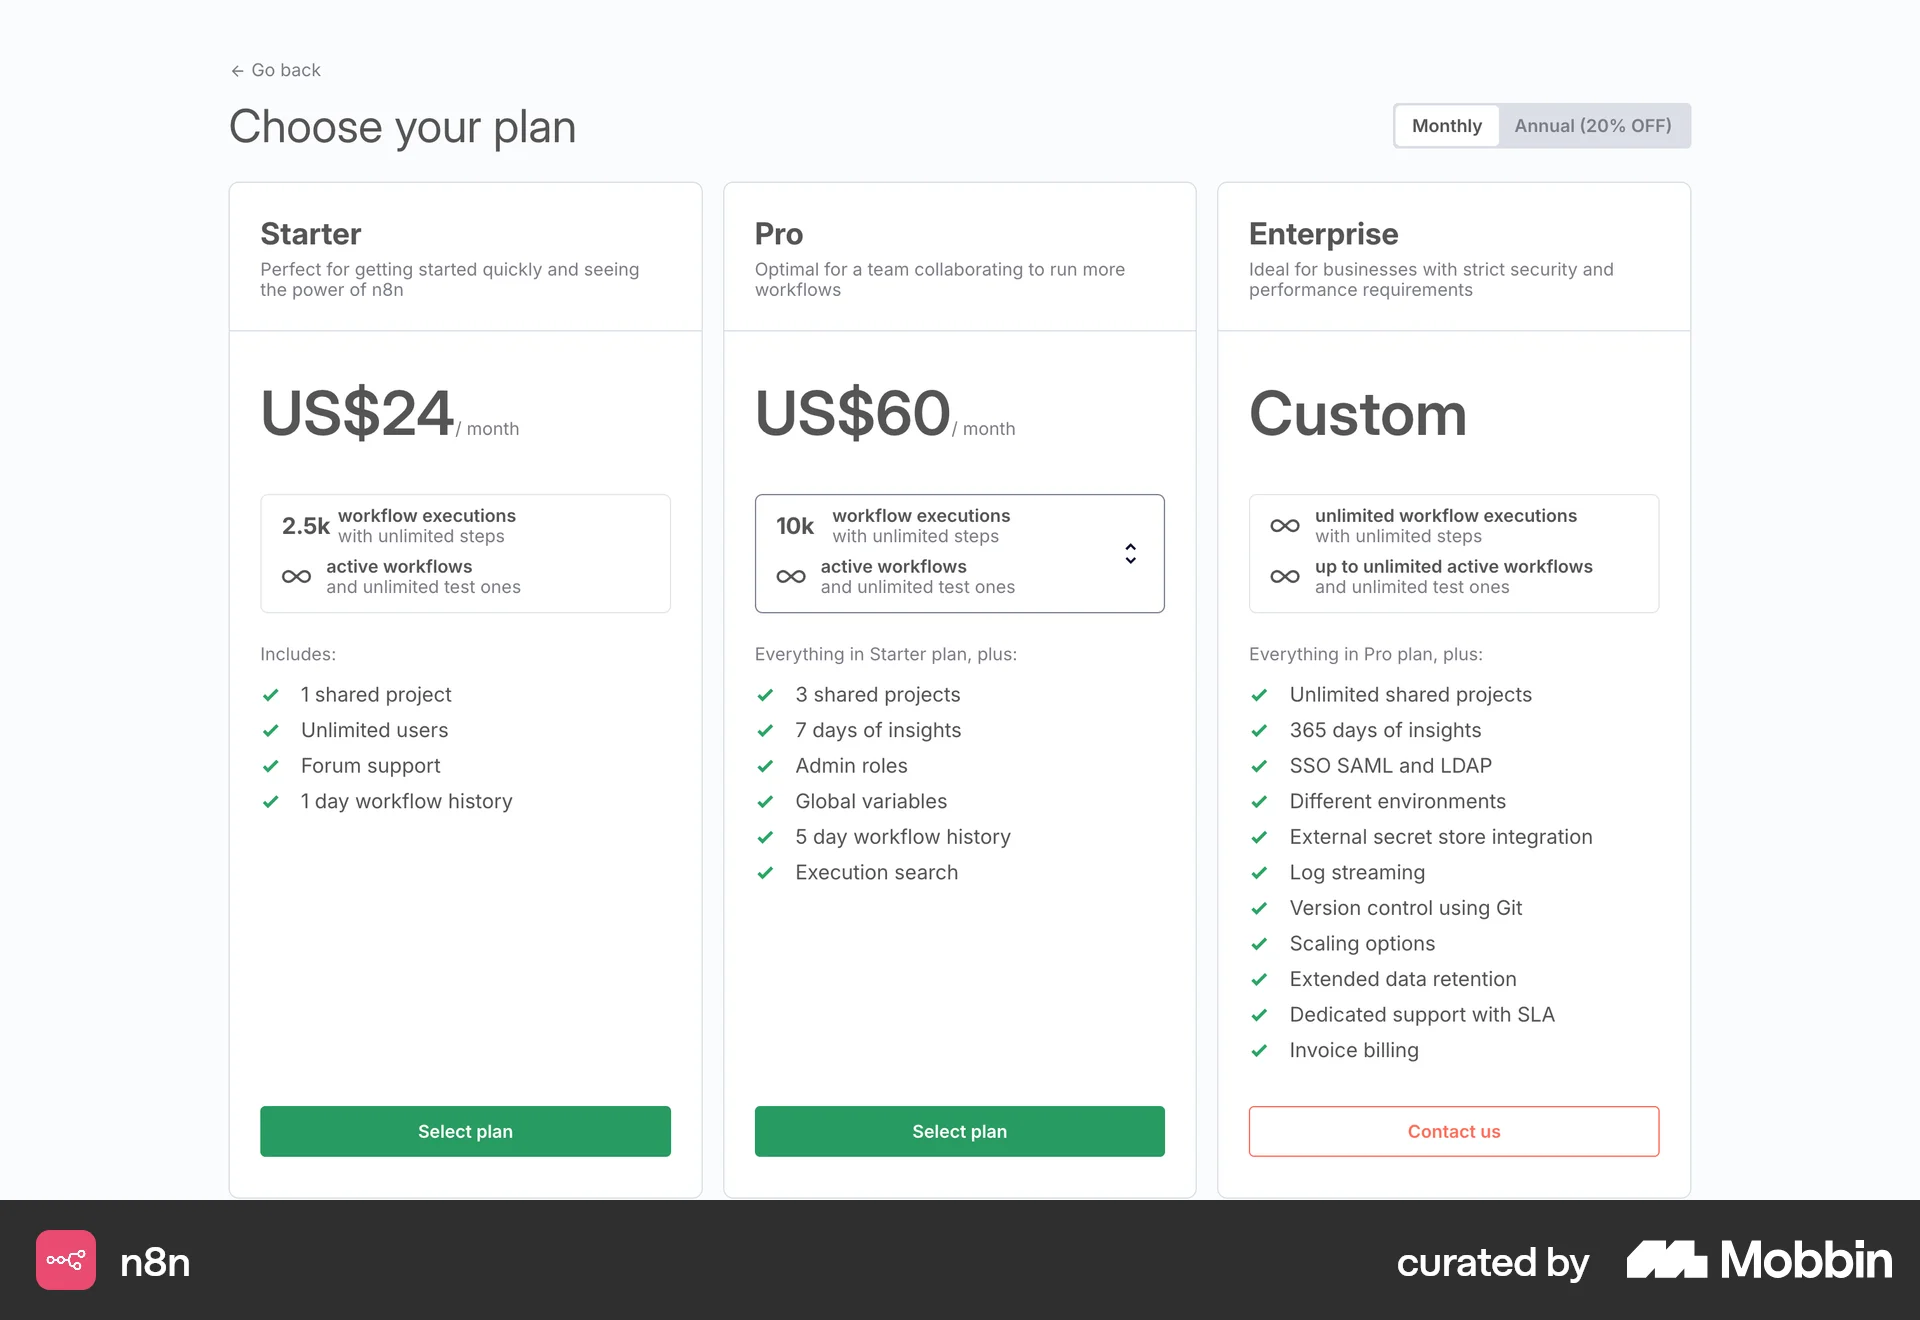 ← Go back
Choose your plan
Monthly
Annual (20% OFF)
Starter
Perfect for getting started quickly and seeing
the power of n8n
US$24 / month
2.5k workflow executions
with unlimited steps
∞ active workflows
and unlimited test ones
Includes:
1 shared project
Unlimited users
Forum support
1 day workflow history
Select plan
Pro
Optimal for a team collaborating to run more
workflows
US$60 / month
10k workflow executions
with unlimited steps
∞ active workflows
and unlimited test ones
Everything in Starter plan, plus:
3 shared projects
7 days of insights
Admin roles
Global variables
5 day workflow history
Execution search
Select plan
Enterprise
Ideal for businesses with strict security and
performance requirements
Custom
∞ unlimited workflow executions
with unlimited steps
∞ up to unlimited active workflows
and unlimited test ones
Everything in Pro plan, plus:
Unlimited shared projects
365 days of insights
SSO SAML and LDAP
Different environments
External secret store integration
Log streaming
Version control using Git
Scaling options
Extended data retention
Dedicated support with SLA
Invoice billing
Contact us
n8n
curated by Mobbin